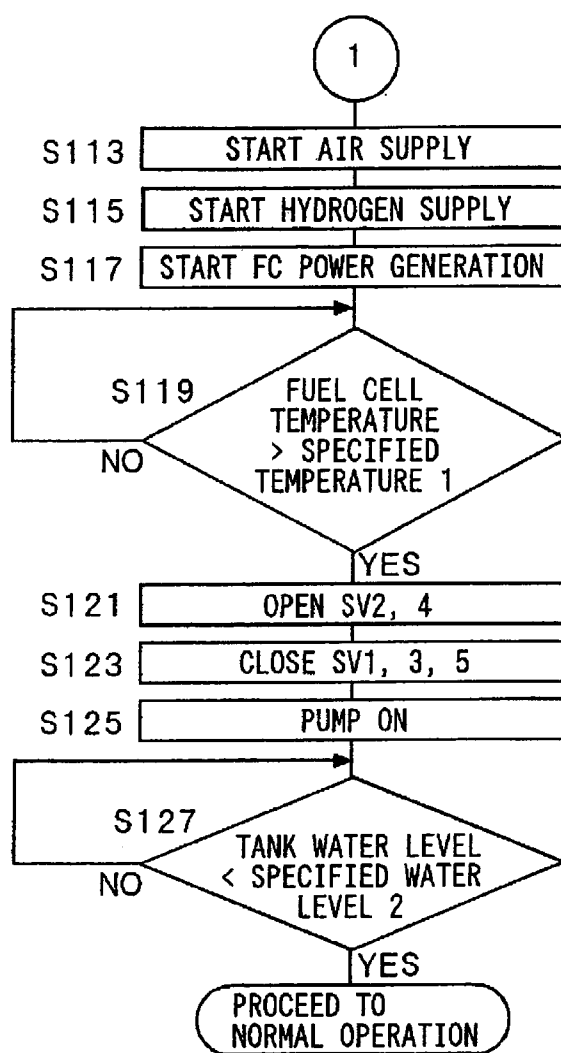 1
S113 START AIR SUPPLY
S115 START HYDROGEN SUPPLY
S117 START FC POWER GENERATION
S119
FUEL CELL
TEMPERATURE
> SPECIFIED
TEMPERATURE 1
NO
YES
S121 OPEN SV2, 4
S123 CLOSE SV1, 3, 5
S125 PUMP ON
S127
TANK WATER LEVEL
< SPECIFIED WATER
LEVEL 2
NO
YES
PROCEED TO
NORMAL OPERATION